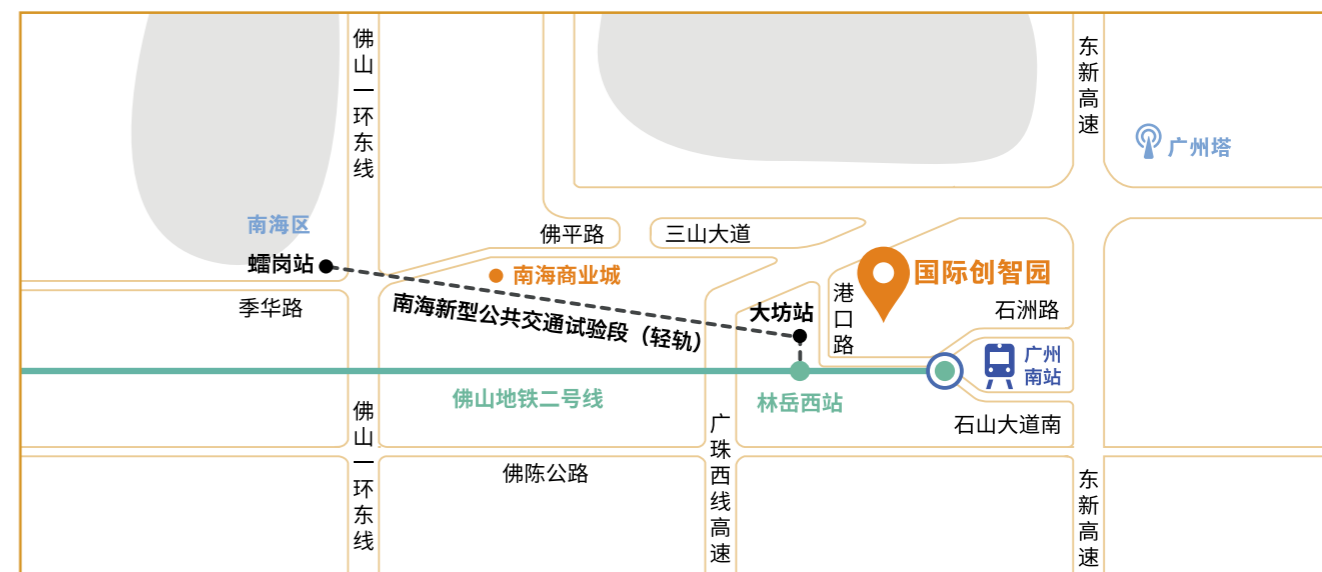 佛山一环东线
东新高速
广州塔
南海区
佛平路
三山大道
蠕岗站
南海商业城
国际创智园
季华路
南海新型公共交通试验段（轻轨）
大坊站
港口路
石洲路
广州
南站
佛山地铁二号线
林岳西站
佛山一环东线
广珠西线高速
石山大道南
佛陈公路
东新高速